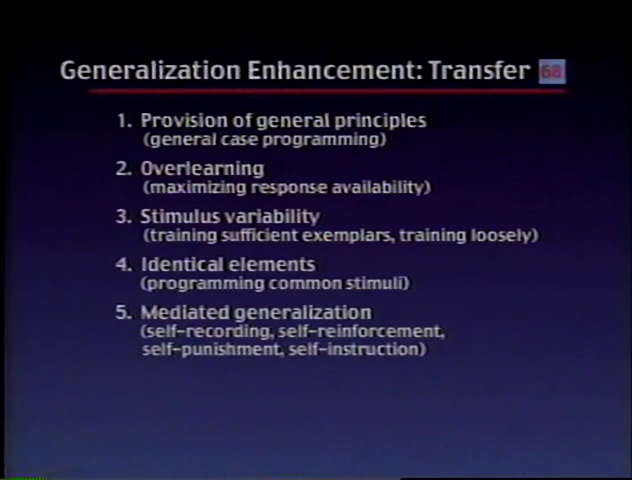 Generalization Enhancement: Transfer 68
1. Provision of general principles
(general case programming)
2. Overlearning
(maximizing response availability)
3. Stimulus variability
(training sufficient exemplars, training loosely)
4. Identical elements
(programming common stimuli)
5. Mediated generalization
(self-recording, self-reinforcement,
self-punishment, self-instruction)